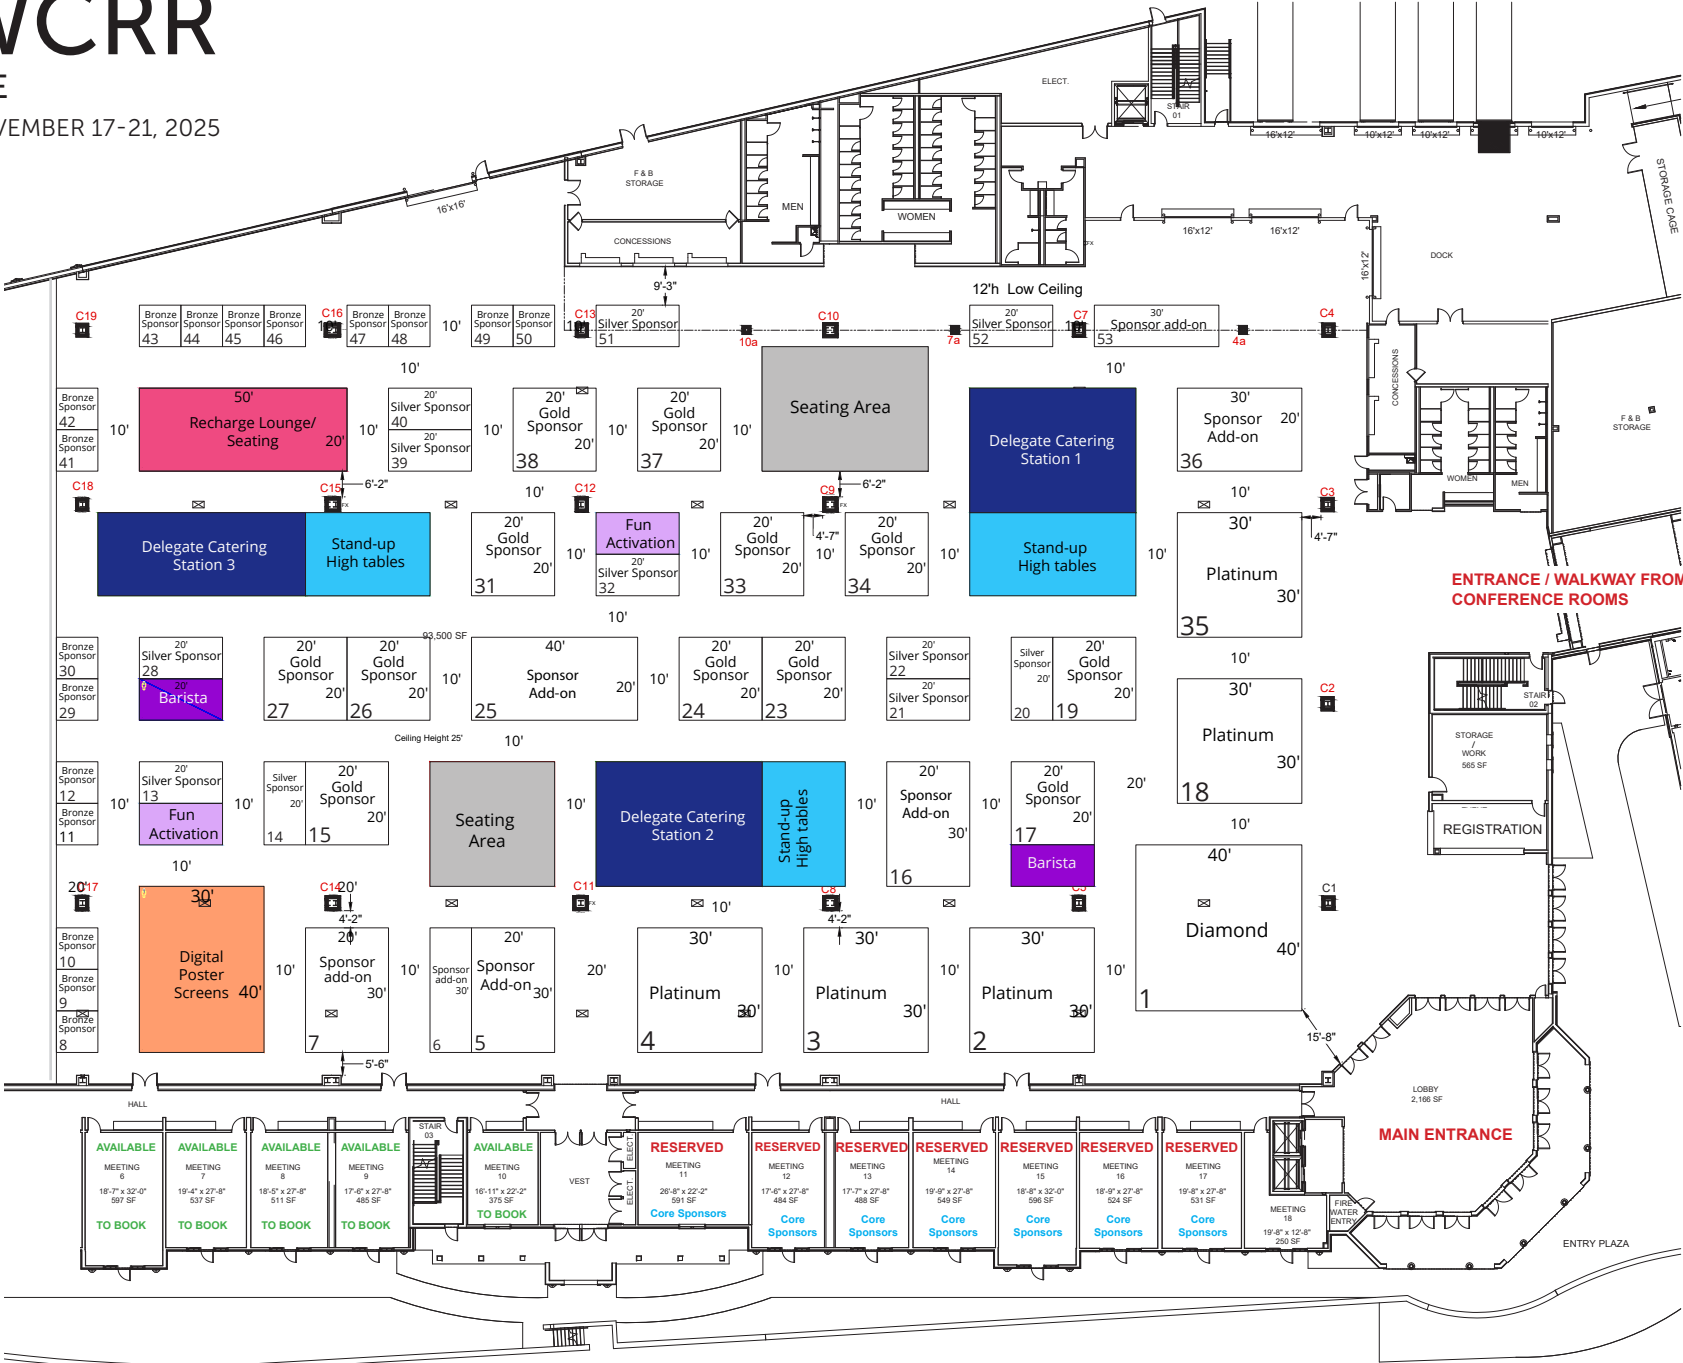 WCRR
E
VEMBER 17-21, 2025
ELECT.
STAIR
01
16'x12'
10'x12'
10'x12'
10'x12'
STORAGE CAGE
F & B
STORAGE
MEN
WOMEN
16'x16'
CONCESSIONS
FX
16'x12'
16'x12'
16'x12'
DOCK
9'-3"
12'h Low Ceiling
C19
Bronze
Sponsor
43
Bronze
Sponsor
44
Bronze
Sponsor
45
Bronze
Sponsor
46
C16
10'
Bronze
Sponsor
47
Bronze
Sponsor
48
10'
Bronze
Sponsor
49
Bronze
Sponsor
50
C13
10'
20'
Silver Sponsor
51
10a
C10
7a
20'
Silver Sponsor
52
C7
10'
30'
Sponsor add-on
53
4a
C4
10'
10'
Bronze
Sponsor
42
Bronze
Sponsor
41
10'
50'
Recharge Lounge/
Seating
20'
10'
20'
Silver Sponsor
40
20'
Silver Sponsor
39
10'
20'
Gold
Sponsor
20'
38
10'
20'
Gold
Sponsor
20'
37
10'
Seating Area
Delegate Catering
Station 1
30'
Sponsor
Add-on
20'
36
CONCESSIONS
WOMEN
MEN
F & B
STORAGE
C18
C15
FX
6'-2"
10'
C12
C9
FX
6'-2"
10'
C3
Delegate Catering
Station 3
Stand-up
High tables
20'
Gold
Sponsor
20'
31
10'
Fun
Activation
20'
Silver Sponsor
32
10'
20'
Gold
Sponsor
20'
33
4'-7"
10'
20'
Gold
Sponsor
20'
34
10'
Stand-up
High tables
10'
30'
Platinum
30'
35
4'-7"
ENTRANCE / WALKWAY FROM
CONFERENCE ROOMS
10'
93,500 SF
Bronze
Sponsor
30
Bronze
Sponsor
29
20'
Silver Sponsor
28
20'
Barista
20'
Gold
Sponsor
20'
27
20'
Gold
Sponsor
20'
26
10'
40'
Sponsor
Add-on
20'
25
10'
20'
Gold
Sponsor
20'
24
20'
Gold
Sponsor
20'
23
20'
Silver Sponsor
22
20'
Silver Sponsor
21
Silver
Sponsor
20'
20
20'
Gold
Sponsor
20'
19
10'
30'
Platinum
30'
18
C2
STAIR
02
STORAGE
/
WORK
565 SF
REGISTRATION
Ceiling Height 25'
10'
Bronze
Sponsor
12
Bronze
Sponsor
11
10'
20'
Silver Sponsor
13
Fun
Activation
10'
Silver
Sponsor
20'
14
20'
Gold
Sponsor
20'
15
Seating
Area
10'
Delegate Catering
Station 2
Stand-up
High tables
10'
20'
Sponsor
Add-on
30'
16
10'
20'
Gold
Sponsor
20'
17
Barista
20'
10'
10'
20'
C17
30'
C14
20'
4'-2"
C11
FX
10'
C8
4'-2"
C5
C1
Bronze
Sponsor
10
Bronze
Sponsor
9
Bronze
Sponsor
8
Digital
Poster
Screens
40'
10'
20'
Sponsor
add-on
30'
7
10'
Sponsor
add-on
30'
6
20'
Sponsor
Add-on
30'
5
20'
30'
Platinum
30'
4
10'
30'
Platinum
30'
3
10'
30'
Platinum
30'
2
10'
40'
Diamond
40'
1
5'-6"
15'-8"
LOBBY
2,166 SF
MAIN ENTRANCE
HALL
HALL
AVAILABLE
MEETING
6
18'-7" x 32'-0"
597 SF
TO BOOK
AVAILABLE
MEETING
7
19'-4" x 27'-8"
537 SF
TO BOOK
AVAILABLE
MEETING
8
18'-5" x 27'-8"
511 SF
TO BOOK
AVAILABLE
MEETING
9
17'-6" x 27'-8"
485 SF
TO BOOK
STAIR
03
AVAILABLE
MEETING
10
16'-11" x 22'-2"
375 SF
TO BOOK
VEST
ELECT.
ELECT.
RESERVED
MEETING
11
26'-8" x 22'-2"
591 SF
Core Sponsors
RESERVED
MEETING
12
17'-6" x 27'-8"
484 SF
Core
Sponsors
RESERVED
MEETING
13
17'-7" x 27'-8"
488 SF
Core
Sponsors
RESERVED
MEETING
14
19'-9" x 27'-8"
549 SF
Core
Sponsors
RESERVED
MEETING
15
18'-8" x 32'-0"
596 SF
Core
Sponsors
RESERVED
MEETING
16
18'-9" x 27'-8"
524 SF
Core
Sponsors
RESERVED
MEETING
17
19'-8" x 27'-8"
531 SF
Core
Sponsors
MEETING
18
19'-8" x 12'-8"
250 SF
FIRE
WATER
ENTRY
ENTRY PLAZA